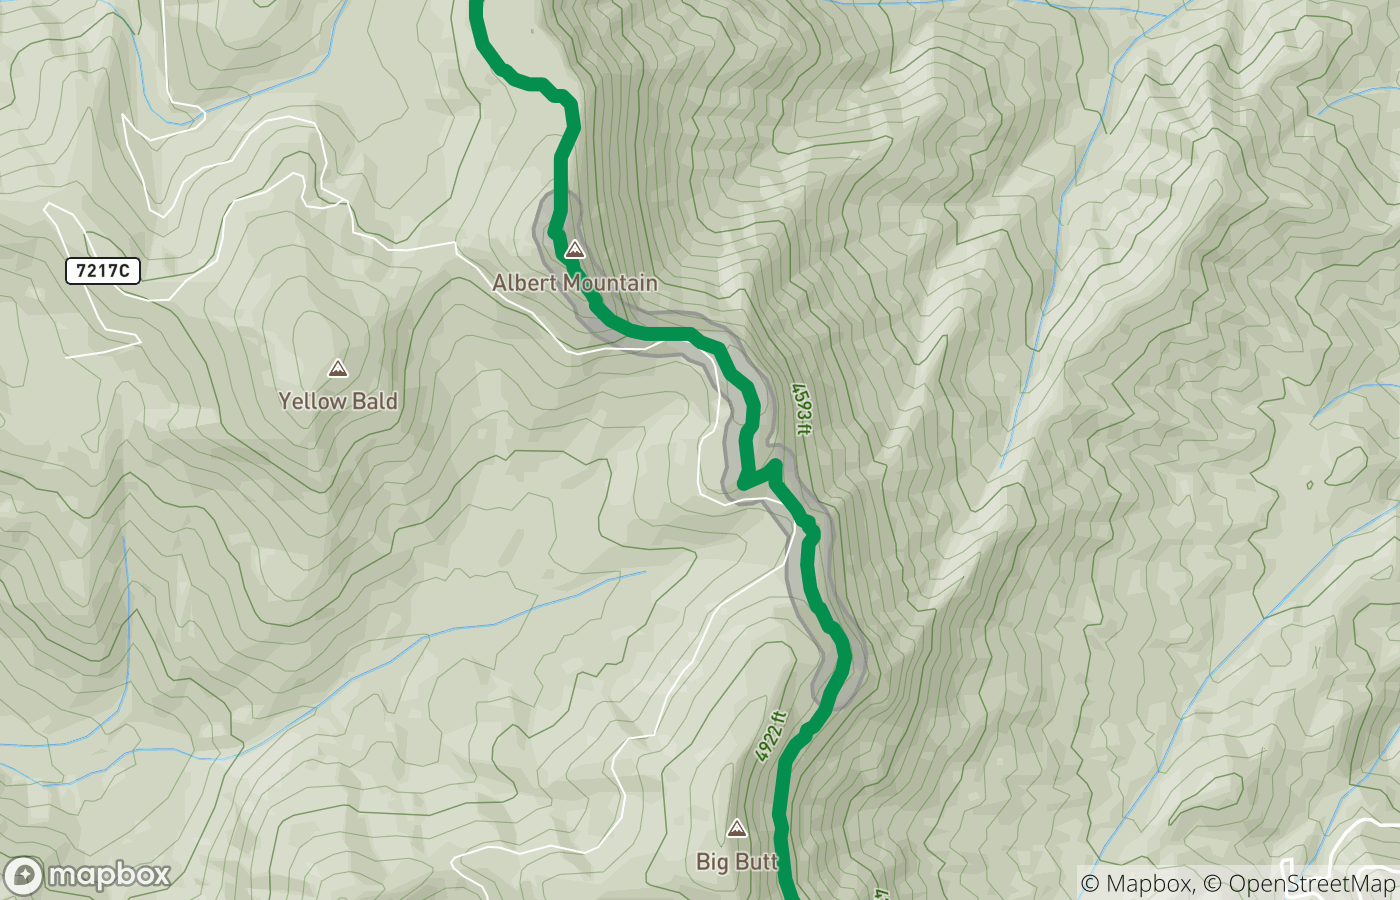 7217C
Albert Mountain
Yellow Bald
4593 ft
4922 ft
Big Butt
mapbox
© Mapbox, © OpenStreetMap